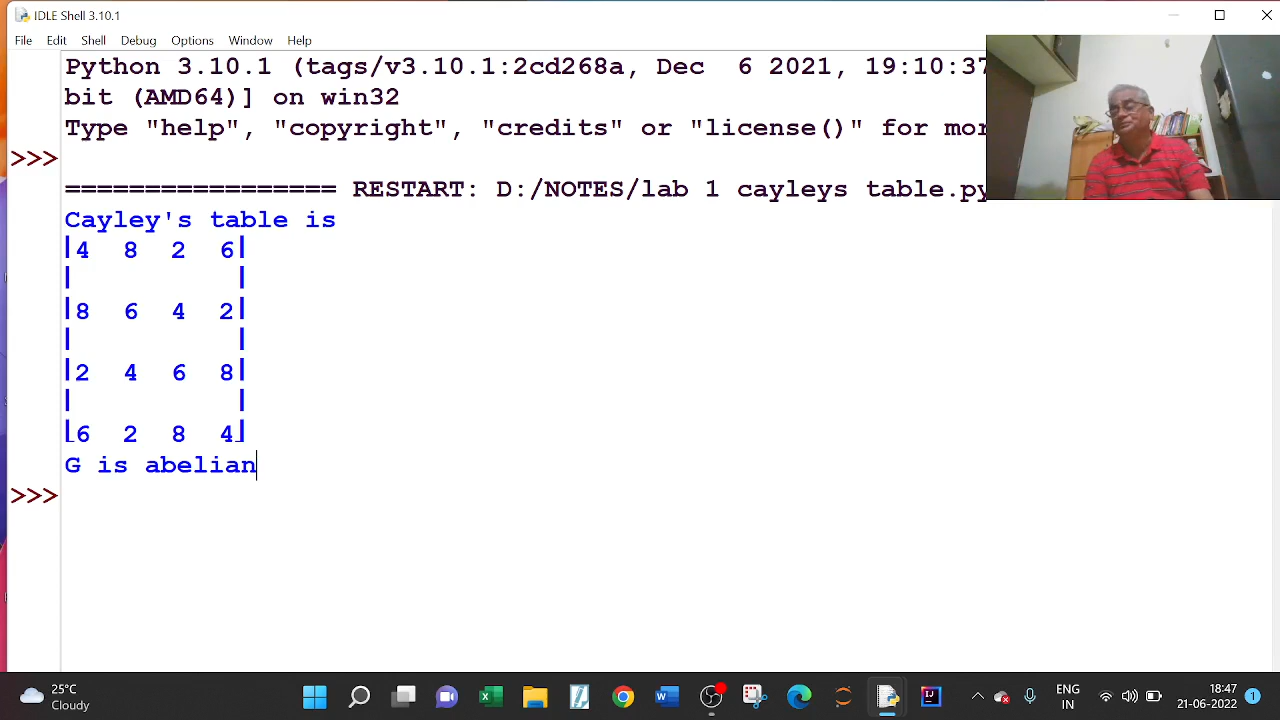 IDLE Shell 3.10.1
File Edit Shell Debug Options Window Help
Python 3.10.1 (tags/v3.10.1:2cd268a, Dec  6 2021, 19:10:37
bit (AMD64)] on win32
Type "help", "copyright", "credits" or "license()" for mor
>>>
================= RESTART: D:/NOTES/lab 1 cayleys table.py
Cayley's table is
⎡4  8  2  6⎤
⎢          ⎥
⎢8  6  4  2⎥
⎢          ⎥
⎢2  4  6  8⎥
⎢          ⎥
⎣6  2  8  4⎦
G is abelian
>>>
25°C
Cloudy
ENG
IN
18:47
21-06-2022
1